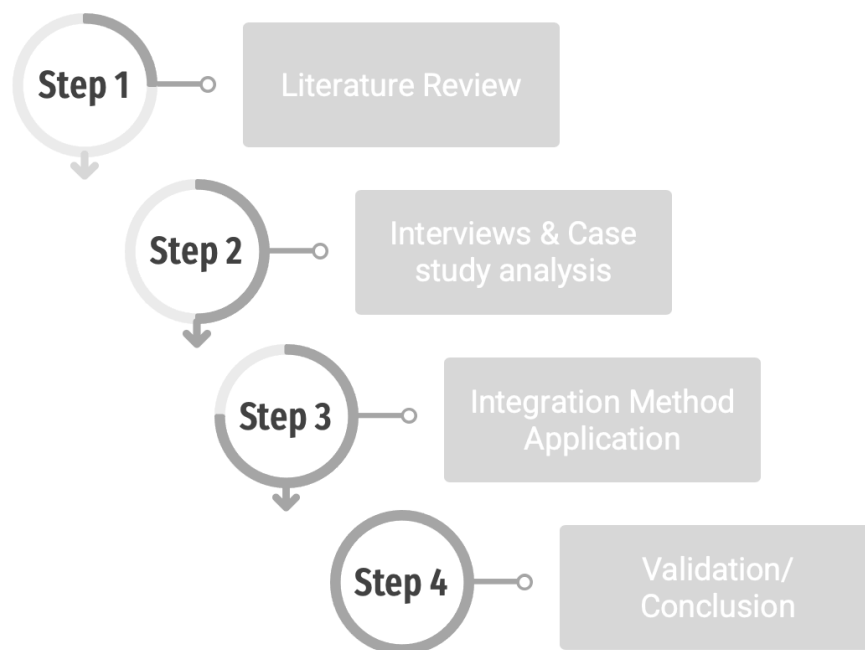 Step 1
Literature Review
Step 2
Interviews & Case
study analysis
Step 3
Integration Method
Application
Step 4
Validation/
Conclusion